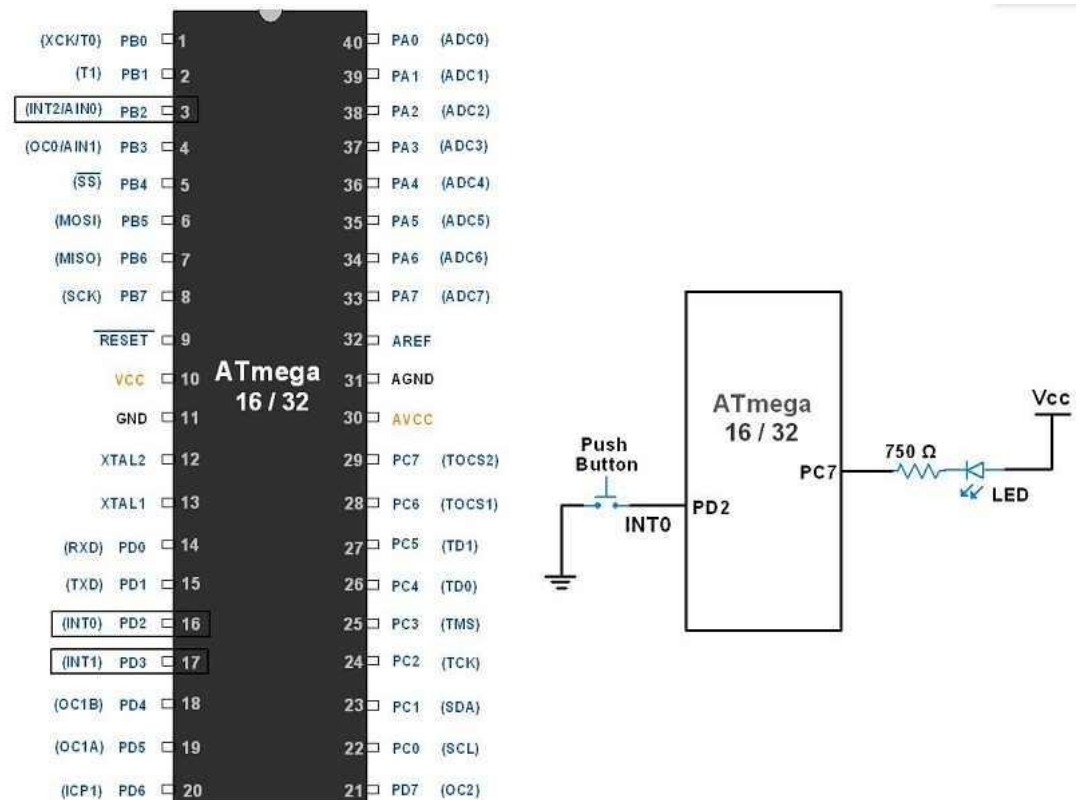 (XCK/T0) PB0 1 40 PA0 (ADC0)
(T1) PB1 2 39 PA1 (ADC1)
(INT2/AIN0) PB2 3 38 PA2 (ADC2)
(OC0/AIN1) PB3 4 37 PA3 (ADC3)
(SS) PB4 5 36 PA4 (ADC4)
(MOSI) PB5 6 35 PA5 (ADC5)
(MISO) PB6 7 34 PA6 (ADC6)
(SCK) PB7 8 33 PA7 (ADC7)
RESET 9 32 AREF
VCC 10 31 AGND
GND 11 30 AVCC
XTAL2 12 29 PC7 (TOCS2)
XTAL1 13 28 PC6 (TOCS1)
(RXD) PD0 14 27 PC5 (TD1)
(TXD) PD1 15 26 PC4 (TD0)
(INT0) PD2 16 25 PC3 (TMS)
(INT1) PD3 17 24 PC2 (TCK)
(OC1B) PD4 18 23 PC1 (SDA)
(OC1A) PD5 19 22 PC0 (SCL)
(ICP1) PD6 20 21 PD7 (OC2)
ATmega
16 / 32
ATmega
16 / 32
Push
Button
INT0
PD2
PC7
750 Ω
LED
Vcc